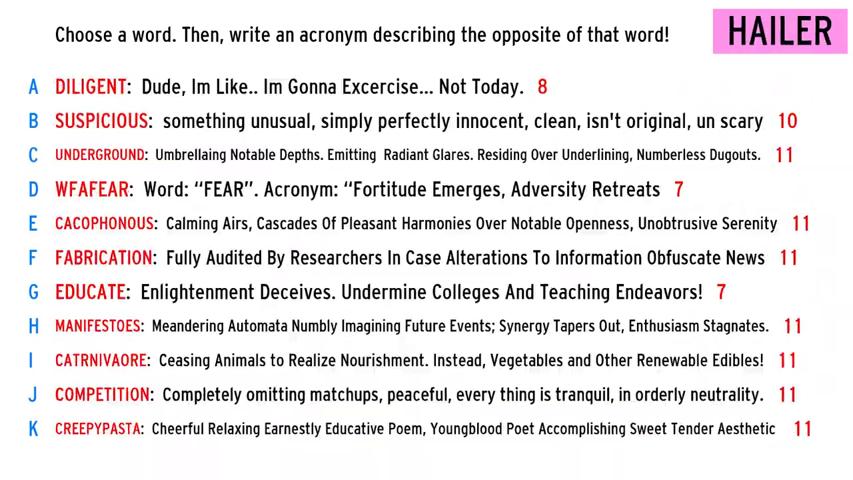 Choose a word. Then, write an acronym describing the opposite of that word!
HAILER
A DILIGENT: Dude, Im Like.. Im Gonna Excercise... Not Today. 8
B SUSPICIOUS: something unusual, simply perfectly innocent, clean, isn't original, un scary 10
C UNDERGROUND: Umbrellaing Notable Depths. Emitting Radiant Glares. Residing Over Underlining, Numberless Dugouts. 11
D WFAFEAR: Word: “FEAR”. Acronym: “Fortitude Emerges, Adversity Retreats 7
E CACOPHONOUS: Calming Airs, Cascades Of Pleasant Harmonies Over Notable Openness, Unobtrusive Serenity 11
F FABRICATION: Fully Audited By Researchers In Case Alterations To Information Obfuscate News 11
G EDUCATE: Enlightenment Deceives. Undermine Colleges And Teaching Endeavors! 7
H MANIFESTOES: Meandering Automata Numbly Imagining Future Events; Synergy Tapers Out, Enthusiasm Stagnates. 11
I CATRNIVAORE: Ceasing Animals to Realize Nourishment. Instead, Vegetables and Other Renewable Edibles! 11
J COMPETITION: Completely omitting matchups, peaceful, every thing is tranquil, in orderly neutrality. 11
K CREEPYPASTA: Cheerful Relaxing Earnestly Educative Poem, Youngblood Poet Accomplishing Sweet Tender Aesthetic 11